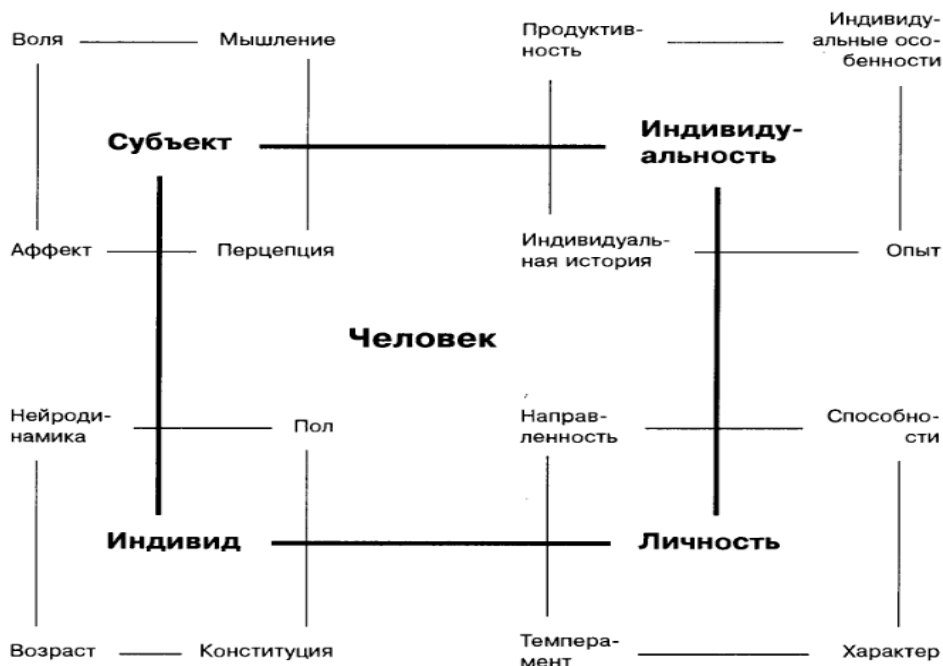 Воля
Мышление
Продуктив-
ность
Индивиду-
альные осо-
бенности
Субъект
Индивиду-
альность
Аффект
Перцепция
Индивидуаль-
ная история
Опыт
Человек
Нейроди-
намика
Пол
Направ-
ленность
Способно-
сти
Индивид
Личность
Возраст
Конституция
Темпера-
мент
Характер